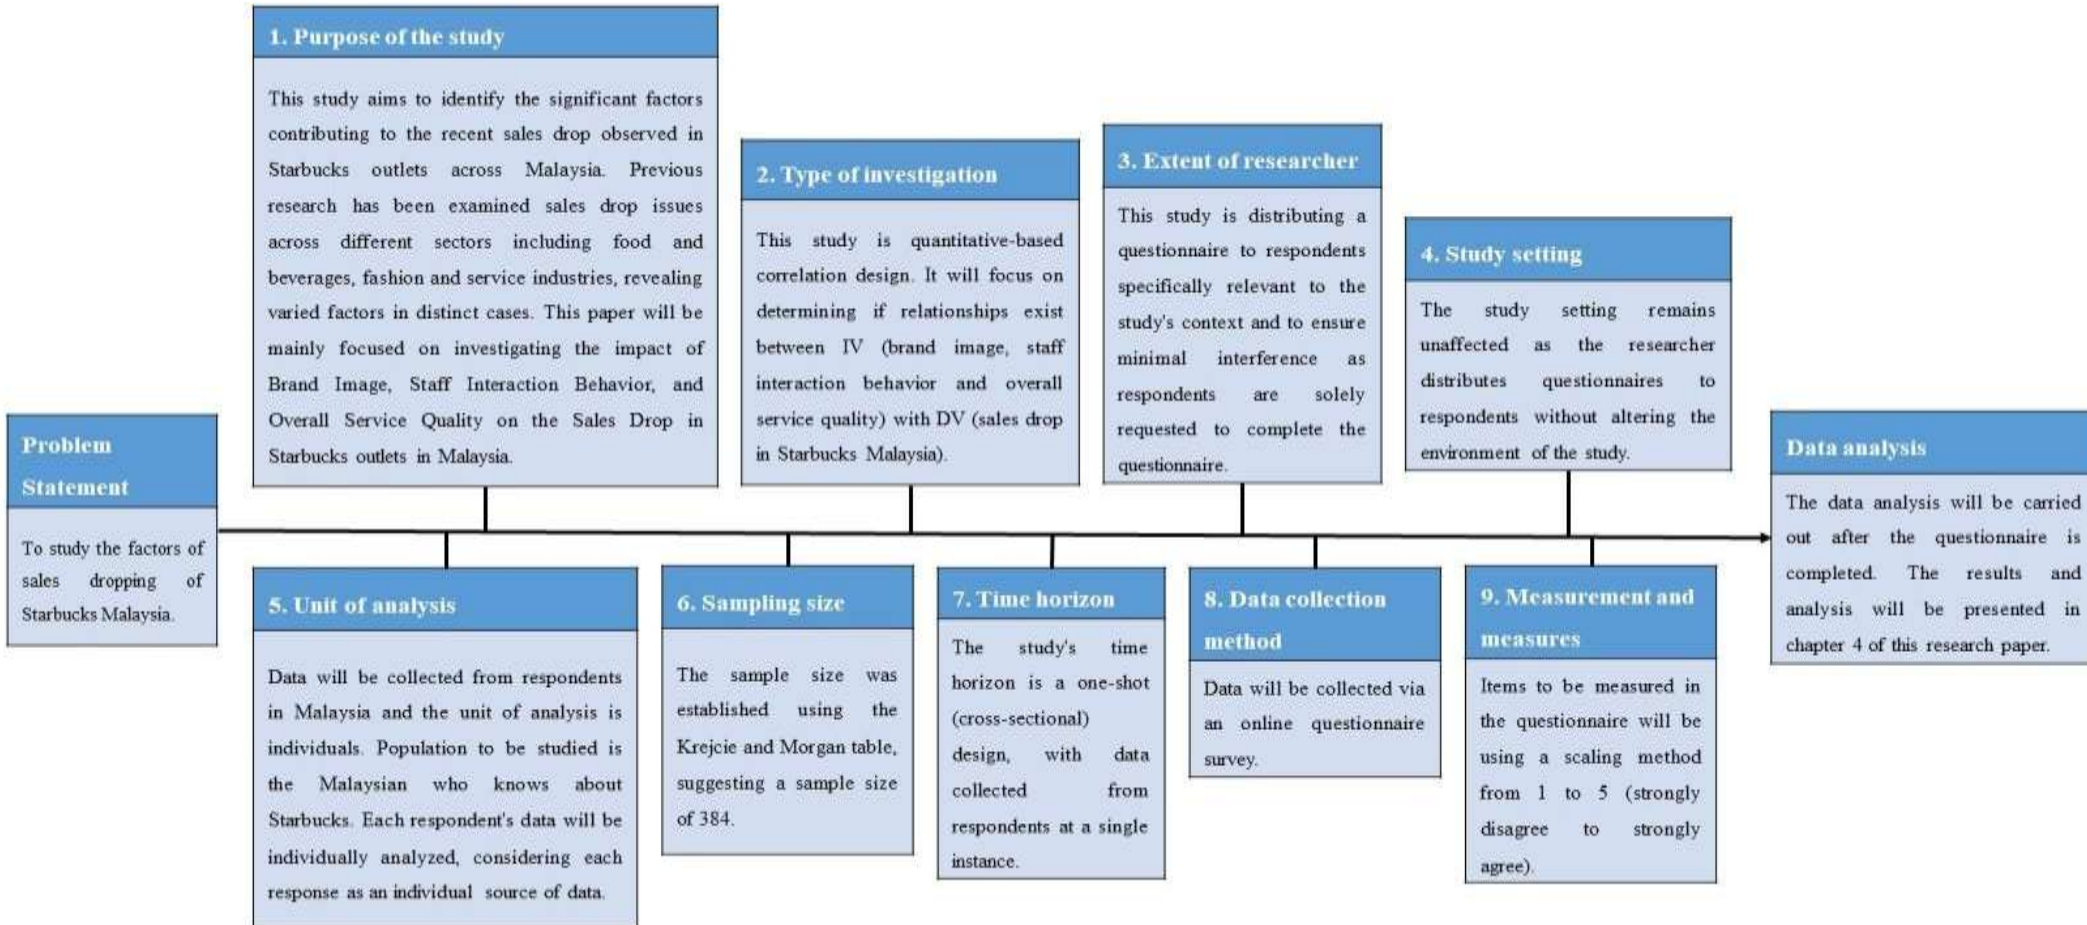 Problem
Statement
To study the factors of
sales dropping of
Starbucks Malaysia.
1. Purpose of the study
This study aims to identify the significant factors
contributing to the recent sales drop observed in
Starbucks outlets across Malaysia. Previous
research has been examined sales drop issues
across different sectors including food and
beverages, fashion and service industries, revealing
varied factors in distinct cases. This paper will be
mainly focused on investigating the impact of
Brand Image, Staff Interaction Behavior, and
Overall Service Quality on the Sales Drop in
Starbucks outlets in Malaysia.
2. Type of investigation
This study is quantitative-based
correlation design. It will focus on
determining if relationships exist
between IV (brand image, staff
interaction behavior and overall
service quality) with DV (sales drop
in Starbucks Malaysia).
3. Extent of researcher
This study is distributing a
questionnaire to respondents
specifically relevant to the
study's context and to ensure
minimal interference as
respondents are solely
requested to complete the
questionnaire.
4. Study setting
The study setting remains
unaffected as the researcher
distributes questionnaires to
respondents without altering the
environment of the study.
5. Unit of analysis
Data will be collected from respondents
in Malaysia and the unit of analysis is
individuals. Population to be studied is
the Malaysian who knows about
Starbucks. Each respondent's data will be
individually analyzed, considering each
response as an individual source of data.
6. Sampling size
The sample size was
established using the
Krejcie and Morgan table,
suggesting a sample size
of 384.
7. Time horizon
The study's time
horizon is a one-shot
(cross-sectional)
design, with data
collected from
respondents at a single
instance.
8. Data collection
method
Data will be collected via
an online questionnaire
survey.
9. Measurement and
measures
Items to be measured in
the questionnaire will be
using a scaling method
from 1 to 5 (strongly
disagree to strongly
agree).
Data analysis
The data analysis will be carried
out after the questionnaire is
completed. The results and
analysis will be presented in
chapter 4 of this research paper.